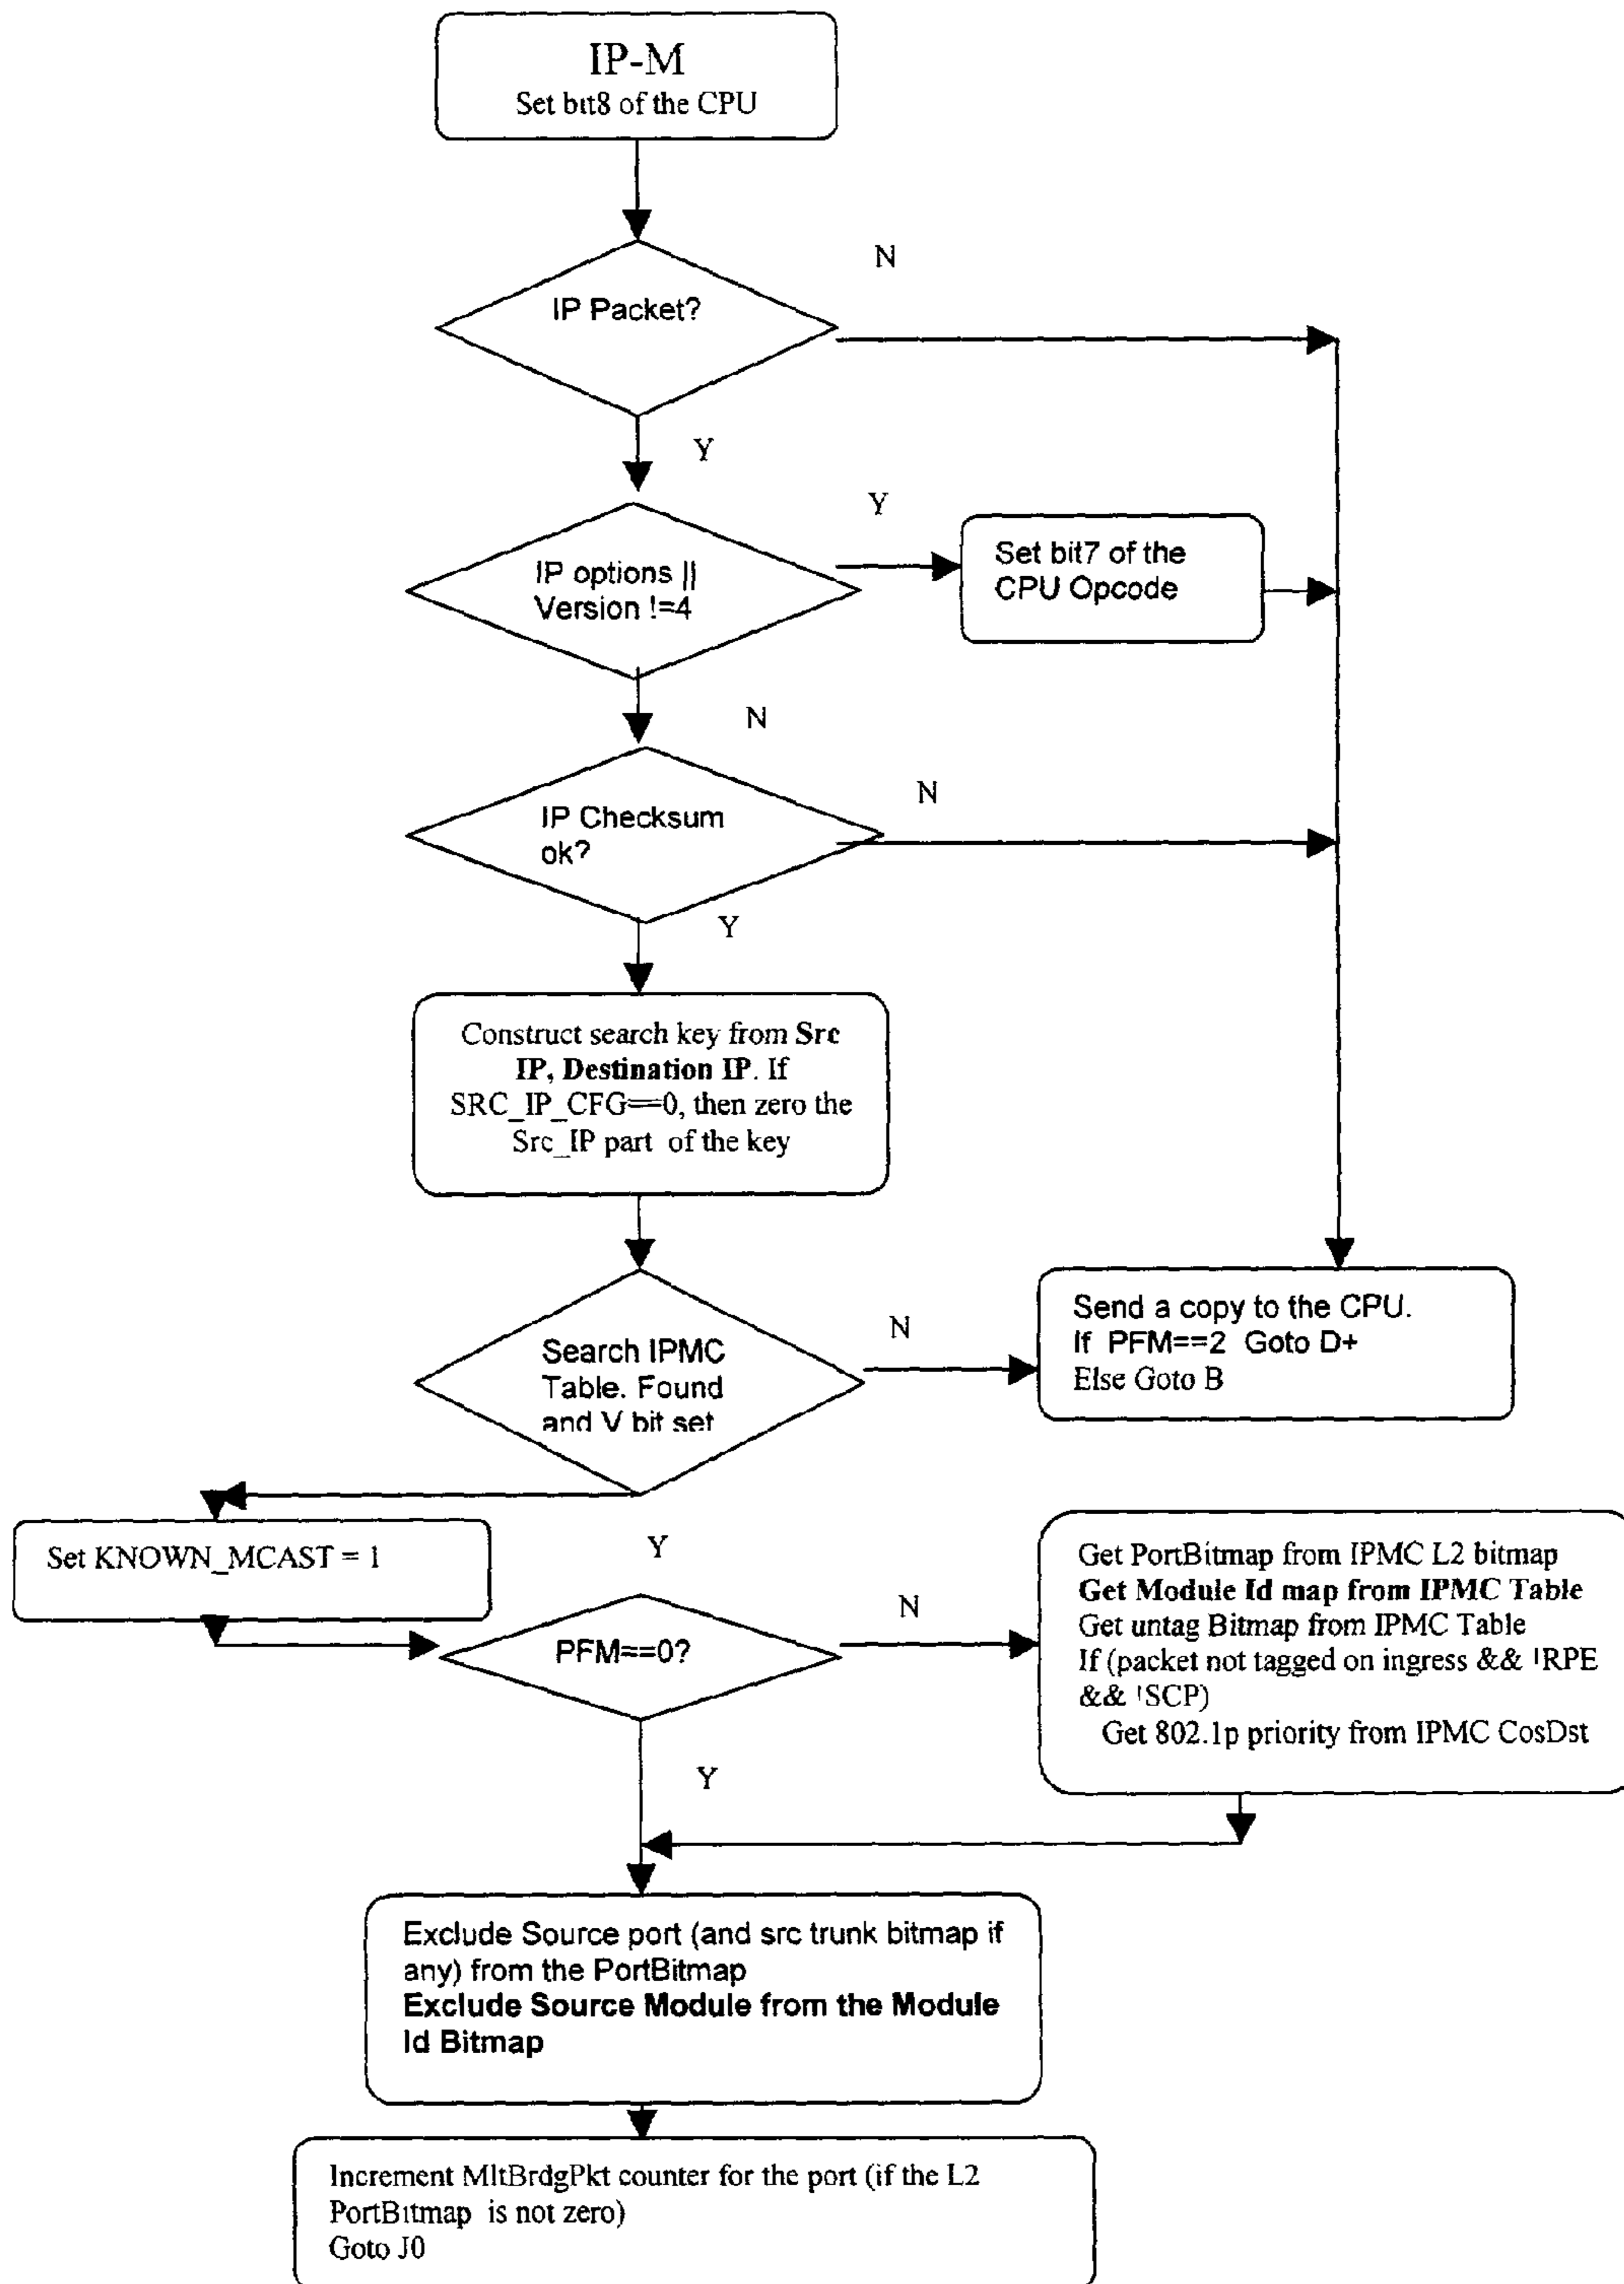 IP-M
Set bit8 of the CPU
N
IP Packet?
Y
Y
IP options ||
Version !=4
Set bit7 of the
CPU Opcode
N
IP Checksum
ok?
N
Y
Construct search key from Src
IP, Destination IP. If
SRC_IP_CFG==0, then zero the
Src_IP part of the key
Search IPMC
Table. Found
and V bit set
N
Send a copy to the CPU.
If PFM==2 Goto D+
Else Goto B
Set KNOWN_MCAST = 1
Y
PFM==0?
N
Get PortBitmap from IPMC L2 bitmap
Get Module Id map from IPMC Table
Get untag Bitmap from IPMC Table
If (packet not tagged on ingress && !RPE
&& !SCP)
Get 802.1p priority from IPMC CosDst
Y
Exclude Source port (and src trunk bitmap if
any) from the PortBitmap
Exclude Source Module from the Module
Id Bitmap
Increment MltBrdgPkt counter for the port (if the L2
PortBitmap is not zero)
Goto J0